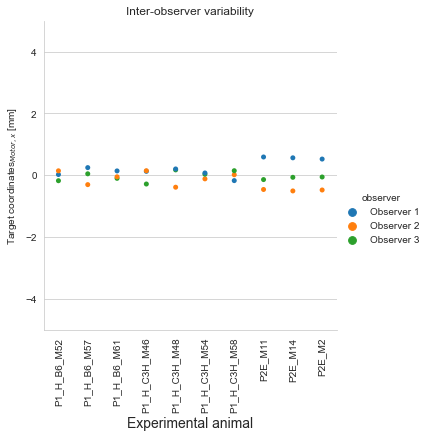 Inter-observer variability
Target coordinates Motor, x [mm]
4
2
0
−2
−4
P1_H_B6_M52
P1_H_B6_M57
P1_H_B6_M61
P1_H_C3H_M46
P1_H_C3H_M48
P1_H_C3H_M54
P1_H_C3H_M58
P2E_M11
P2E_M14
P2E_M2
Experimental animal
observer
Observer 1
Observer 2
Observer 3